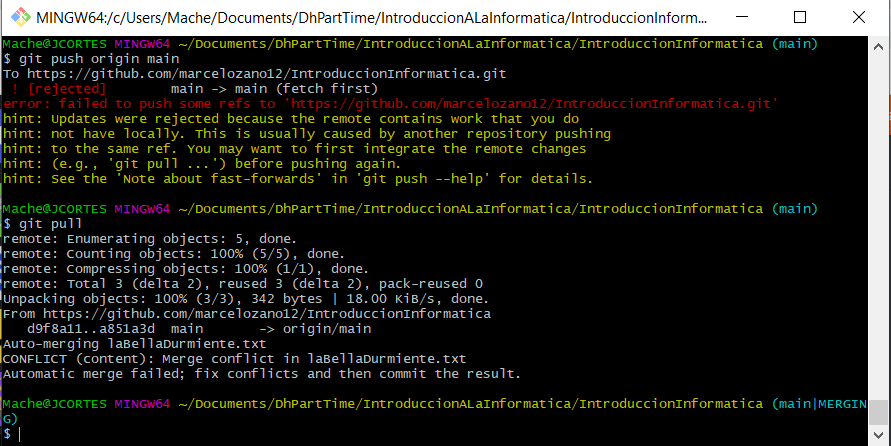 MINGW64:/c/Users/Mache/Documents/DhPartTime/IntroduccionALaInformatica/IntroduccionInform...
Mache@JCORTES MINGW64 ~/Documents/DhPartTime/IntroduccionALaInformatica/IntroduccionInformatica (main)
$ git push origin main
To https://github.com/marcelozano12/IntroduccionInformatica.git
 ! [rejected]        main -> main (fetch first)
error: failed to push some refs to 'https://github.com/marcelozano12/IntroduccionInformatica.git'
hint: Updates were rejected because the remote contains work that you do
hint: not have locally. This is usually caused by another repository pushing
hint: to the same ref. You may want to first integrate the remote changes
hint: (e.g., 'git pull ...') before pushing again.
hint: See the 'Note about fast-forwards' in 'git push --help' for details.
Mache@JCORTES MINGW64 ~/Documents/DhPartTime/IntroduccionALaInformatica/IntroduccionInformatica (main)
$ git pull
remote: Enumerating objects: 5, done.
remote: Counting objects: 100% (5/5), done.
remote: Compressing objects: 100% (1/1), done.
remote: Total 3 (delta 2), reused 3 (delta 2), pack-reused 0
Unpacking objects: 100% (3/3), 342 bytes | 18.00 KiB/s, done.
From https://github.com/marcelozano12/IntroduccionInformatica
   d9f8a11..a851a3d  main       -> origin/main
Auto-merging laBellaDurmiente.txt
CONFLICT (content): Merge conflict in laBellaDurmiente.txt
Automatic merge failed; fix conflicts and then commit the result.
Mache@JCORTES MINGW64 ~/Documents/DhPartTime/IntroduccionALaInformatica/IntroduccionInformatica (main|MERGIN
G)
$